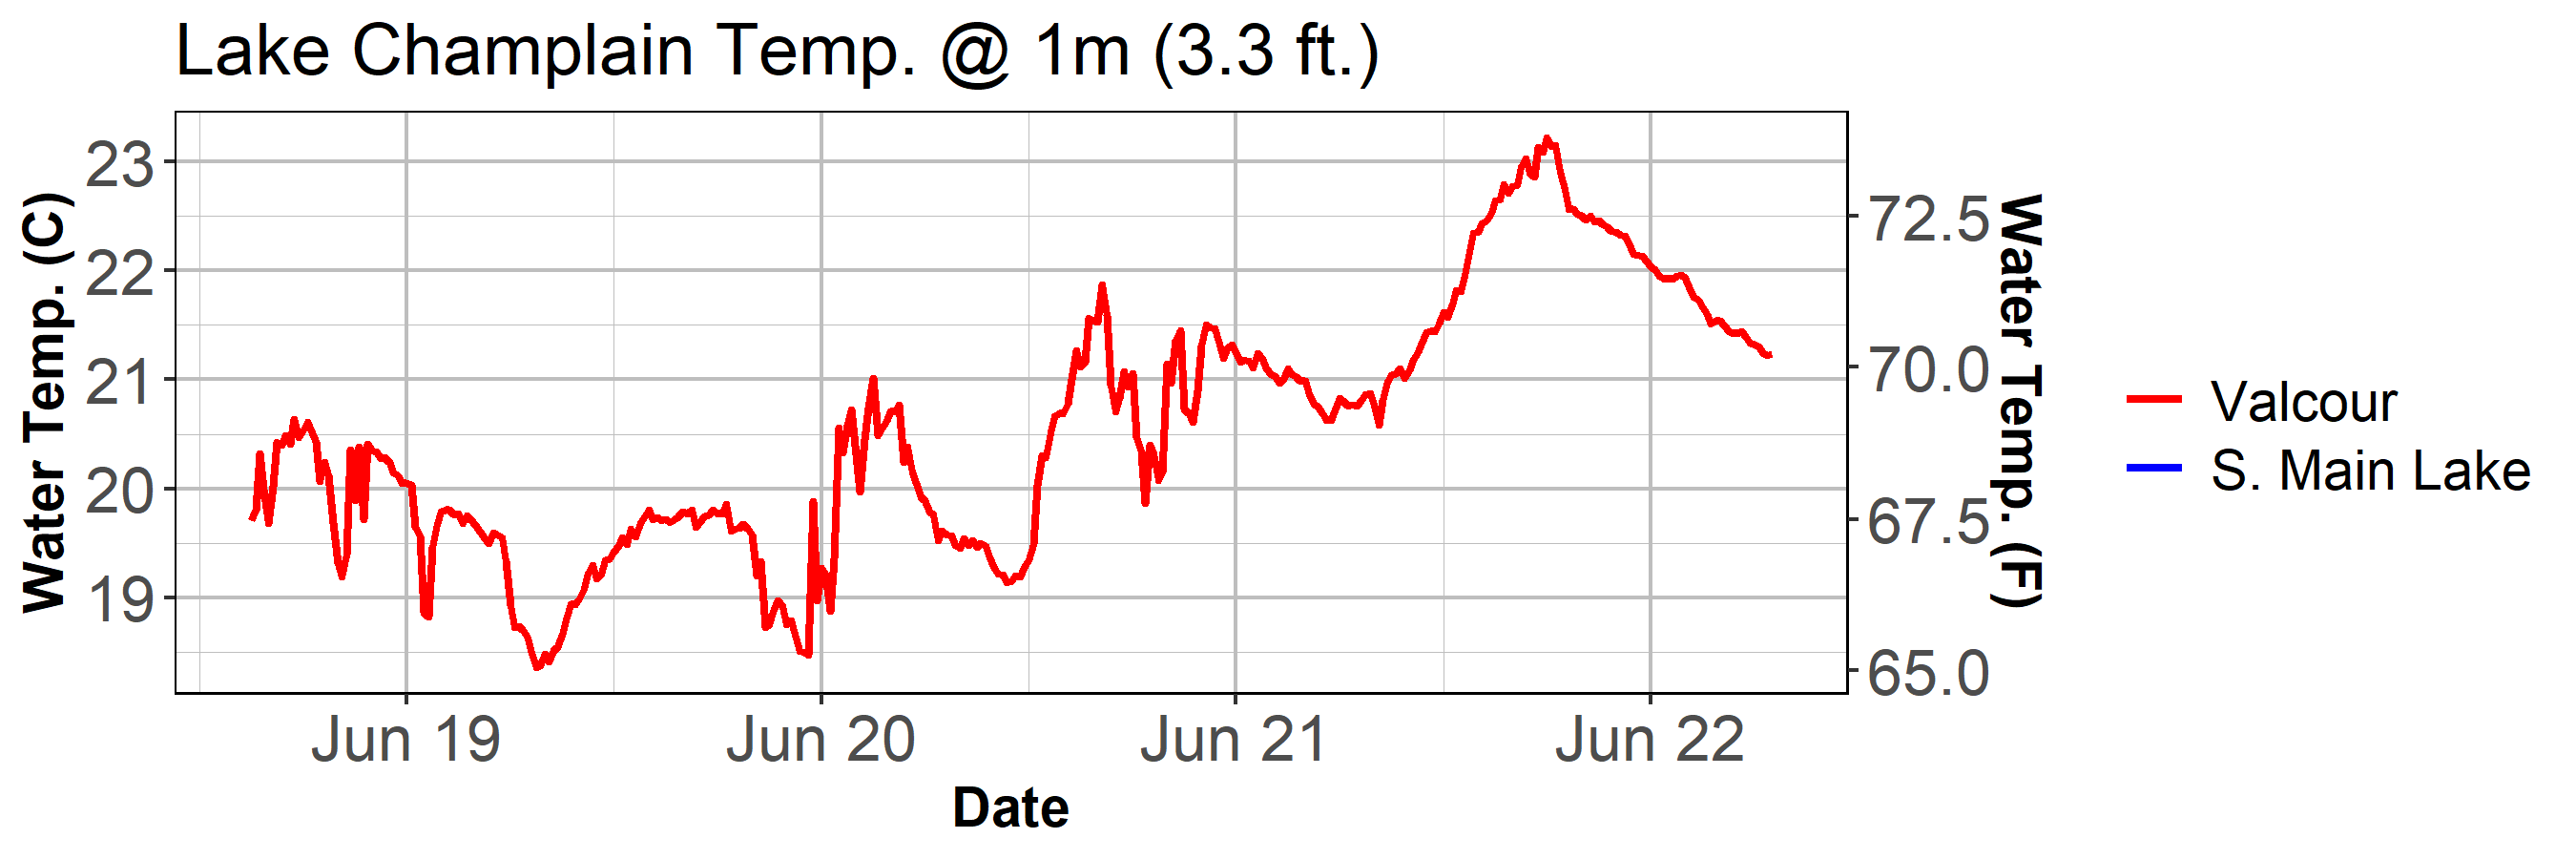 Lake Champlain Temp. @ 1m (3.3 ft.)
Water Temp. (C)
23
22
21
20
19
72.5
70.0
67.5
65.0
Water Temp. (F)
Jun 19 Jun 20 Jun 21 Jun 22
Date
Valcour
S. Main Lake